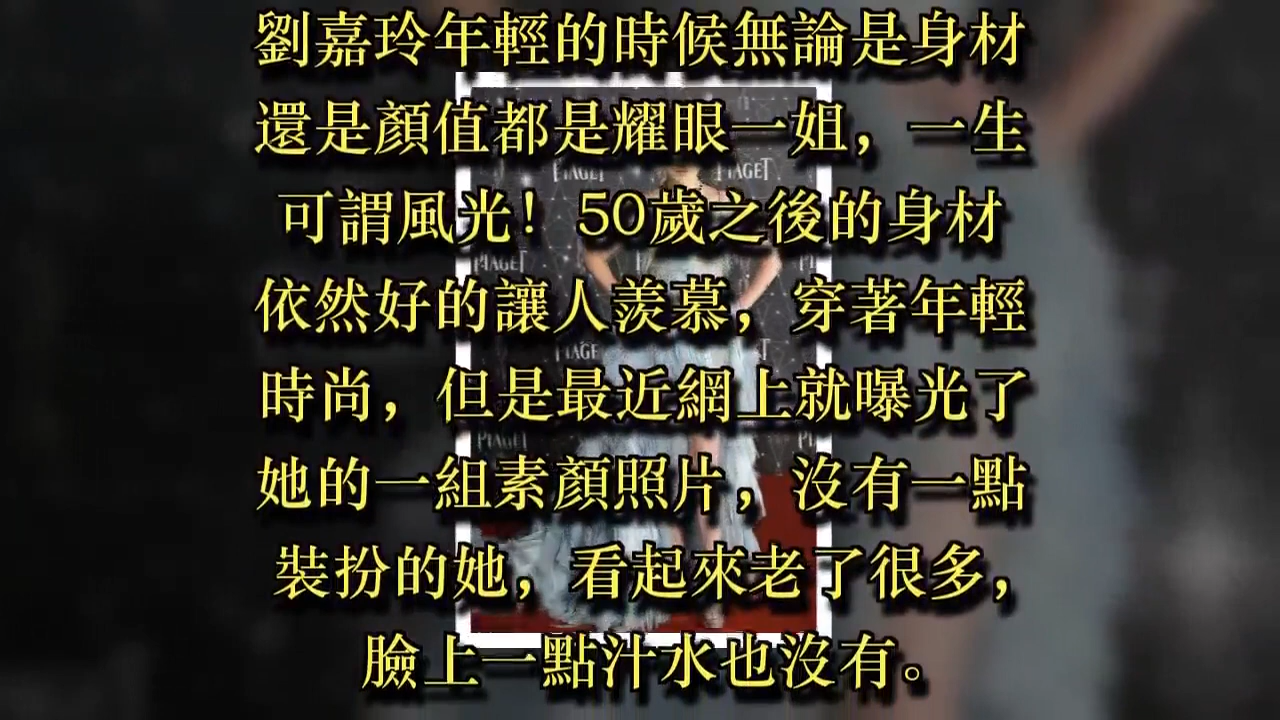 劉嘉玲年輕的時候無論是身材
還是顏值都是耀眼一姐，一生
可謂風光！50歲之後的身材
依然好的讓人羨慕，穿著年輕
時尚，但是最近網上就曝光了
她的一組素顏照片，沒有一點
裝扮的她，看起來老了很多，
臉上一點汁水也沒有。
PIAGET
PIAGET
PIAGET
PIAGET